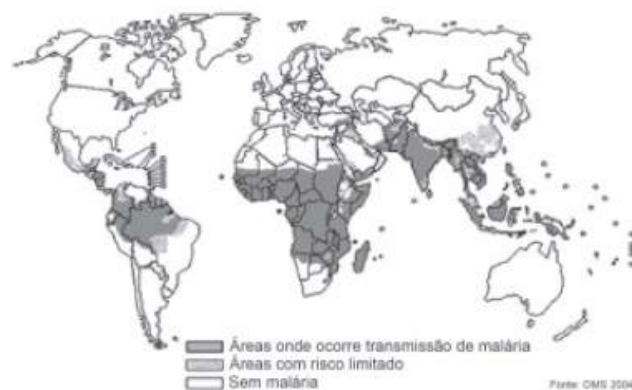 Áreas onde ocorre transmissão de malária
Áreas com risco limitado
Sem malária
Fonte: OMS 2004